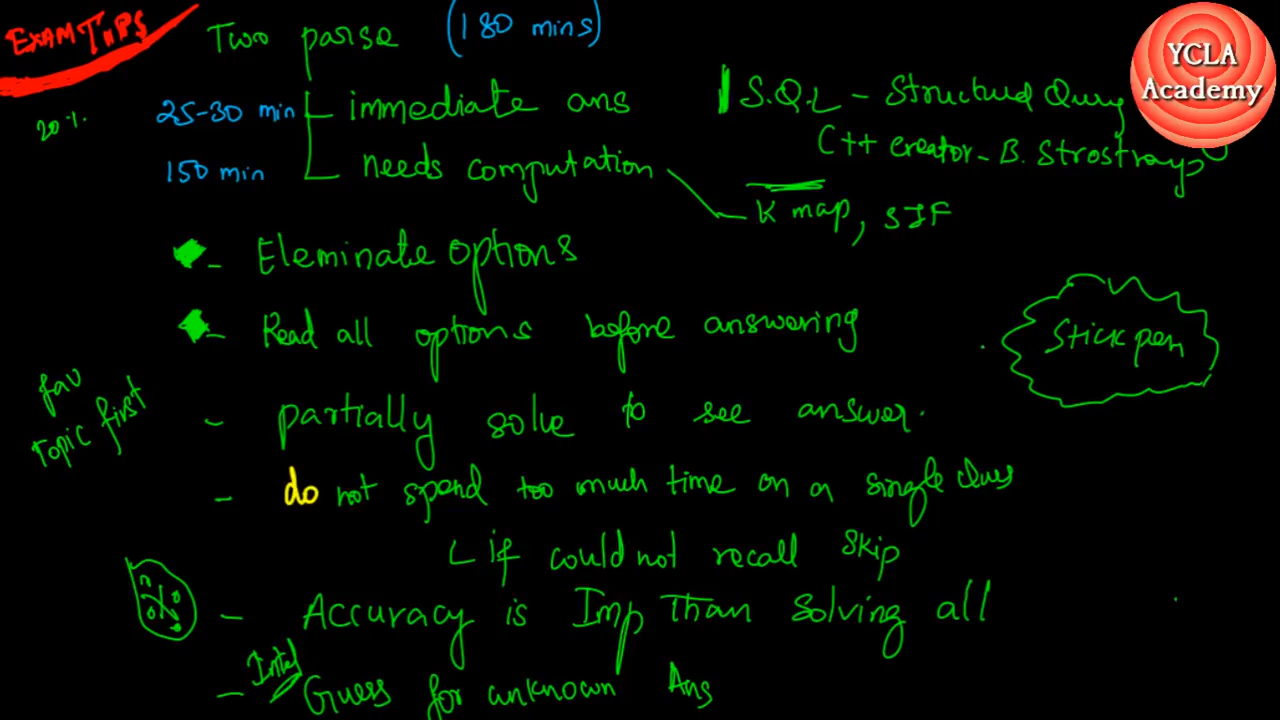 EXAM TIPS
Two parse (180 mins)
YCLA
Academy
20%
25-30 min immediate ans
S.Q.L - Structured Query
C++ creator - B. Strostrays
150 min needs computation
K map, SJF
- Eleminate options
- Read all options before answering
Stick pen
fav
Topic first
- partially solve to see answer.
- do not spend too much time on a single Ques
if could not recall skip
- Accuracy is Imp Than Solving all
- Intel Guess for unknown Ans